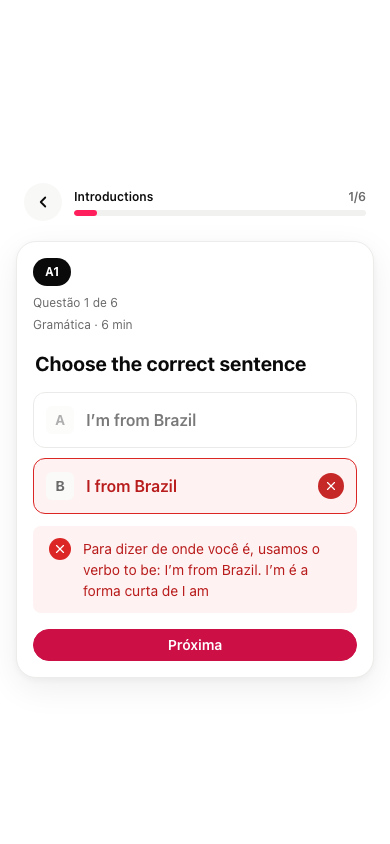 Introductions 1/6
A1
Questão 1 de 6
Gramática · 6 min
Choose the correct sentence
A I’m from Brazil
B I from Brazil
Para dizer de onde você é, usamos o
verbo to be: I’m from Brazil. I’m é a
forma curta de I am
Próxima